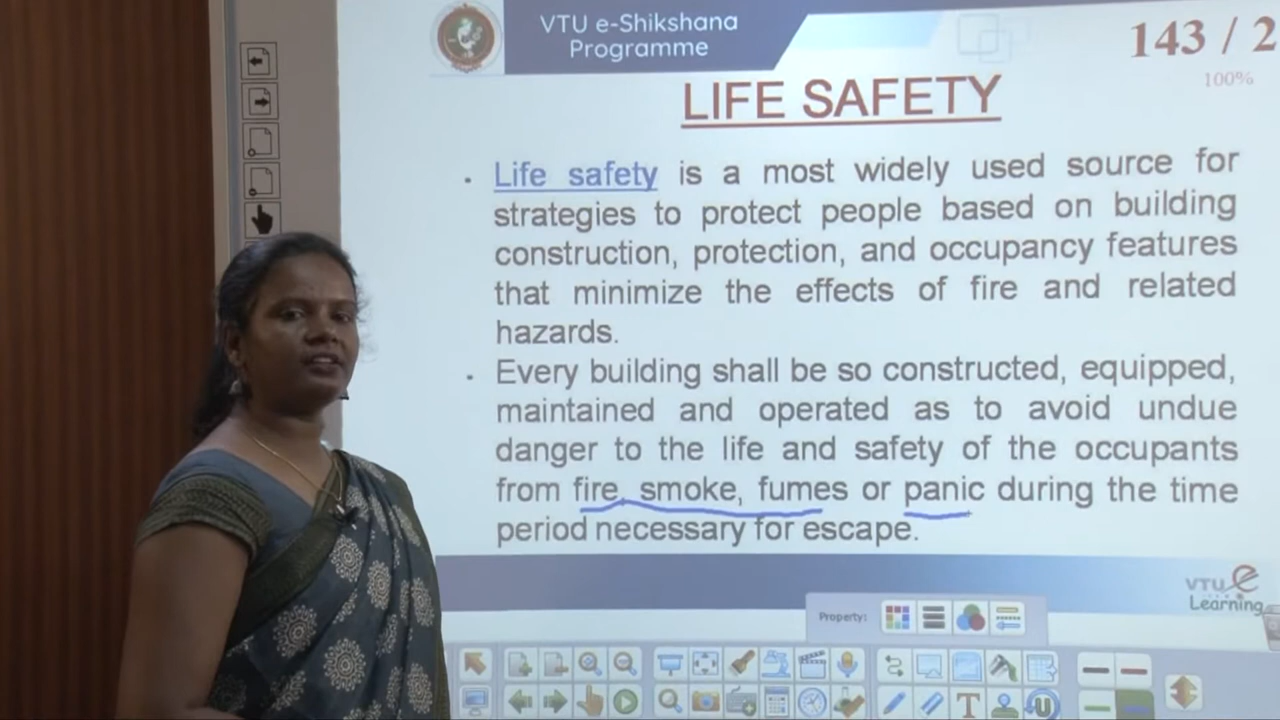 VTU e-Shikshana
Programme
143 / 2
100%
LIFE SAFETY
Life safety is a most widely used source for
strategies to protect people based on building
construction, protection, and occupancy features
that minimize the effects of fire and related
hazards.
Every building shall be so constructed, equipped,
maintained and operated as to avoid undue
danger to the life and safety of the occupants
from fire, smoke, fumes or panic during the time
period necessary for escape.
VTU e
Learning
Property:
T